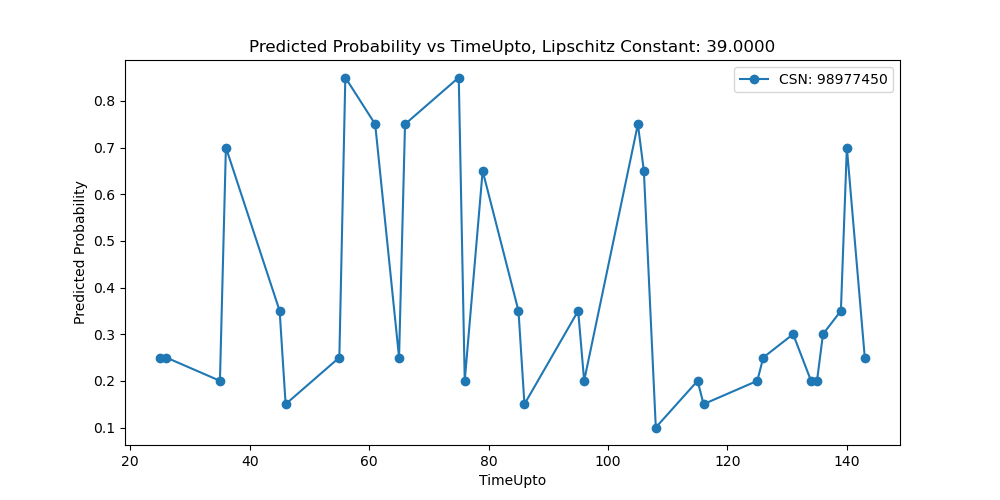 Predicted Probability vs TimeUpto, Lipschitz Constant: 39.0000
CSN: 98977450
Predicted Probability
0.8
0.7
0.6
0.5
0.4
0.3
0.2
0.1
20 40 60 80 100 120 140
TimeUpto